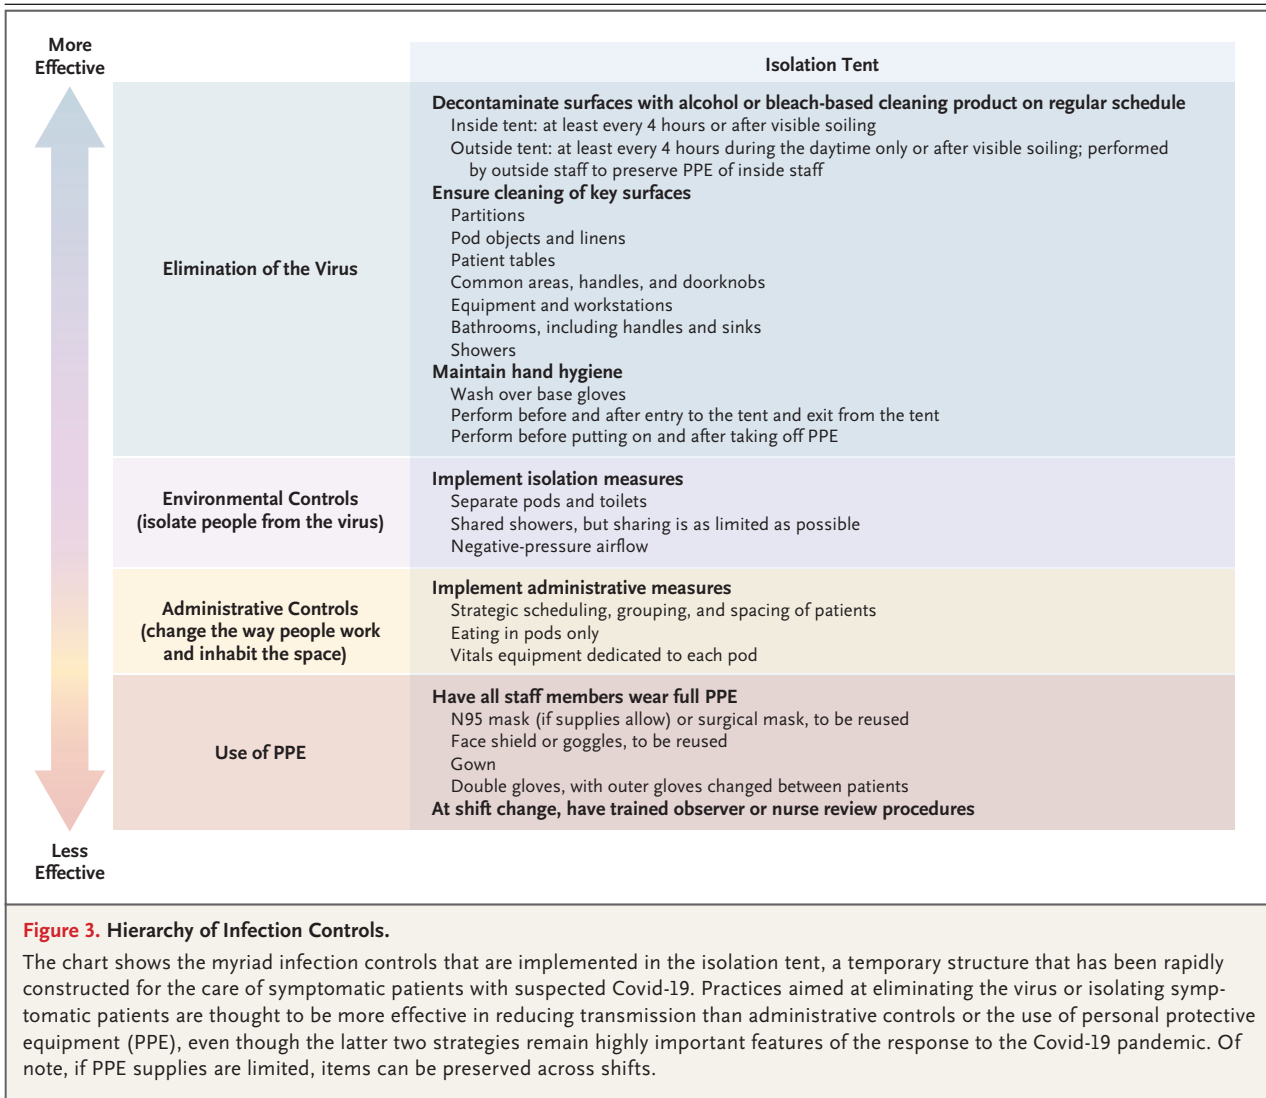 More
Effective
Isolation Tent
Elimination of the Virus
Decontaminate surfaces with alcohol or bleach-based cleaning product on regular schedule
Inside tent: at least every 4 hours or after visible soiling
Outside tent: at least every 4 hours during the daytime only or after visible soiling; performed
by outside staff to preserve PPE of inside staff
Ensure cleaning of key surfaces
Partitions
Pod objects and linens
Patient tables
Common areas, handles, and doorknobs
Equipment and workstations
Bathrooms, including handles and sinks
Showers
Maintain hand hygiene
Wash over base gloves
Perform before and after entry to the tent and exit from the tent
Perform before putting on and after taking off PPE
Environmental Controls
(isolate people from the virus)
Implement isolation measures
Separate pods and toilets
Shared showers, but sharing is as limited as possible
Negative-pressure airflow
Administrative Controls
(change the way people work
and inhabit the space)
Implement administrative measures
Strategic scheduling, grouping, and spacing of patients
Eating in pods only
Vitals equipment dedicated to each pod
Use of PPE
Have all staff members wear full PPE
N95 mask (if supplies allow) or surgical mask, to be reused
Face shield or goggles, to be reused
Gown
Double gloves, with outer gloves changed between patients
At shift change, have trained observer or nurse review procedures
Less
Effective
Figure 3. Hierarchy of Infection Controls.
The chart shows the myriad infection controls that are implemented in the isolation tent, a temporary structure that has been rapidly
constructed for the care of symptomatic patients with suspected Covid-19. Practices aimed at eliminating the virus or isolating symp-
tomatic patients are thought to be more effective in reducing transmission than administrative controls or the use of personal protective
equipment (PPE), even though the latter two strategies remain highly important features of the response to the Covid-19 pandemic. Of
note, if PPE supplies are limited, items can be preserved across shifts.